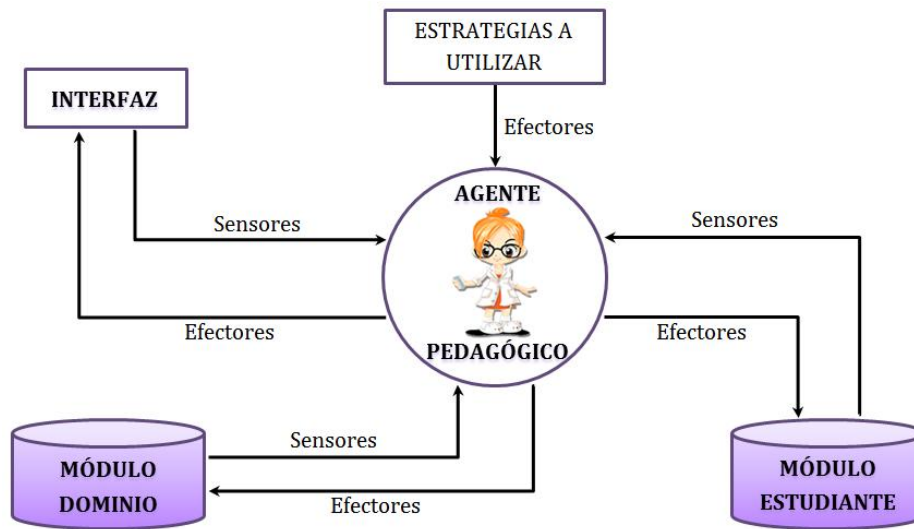 ESTRATEGIAS A
UTILIZAR
INTERFAZ
Efectores
AGENTE
Sensores
Sensores
Efectores
PEDAGÓGICO
Efectores
Sensores
MÓDULO
DOMINIO
Efectores
MÓDULO
ESTUDIANTE